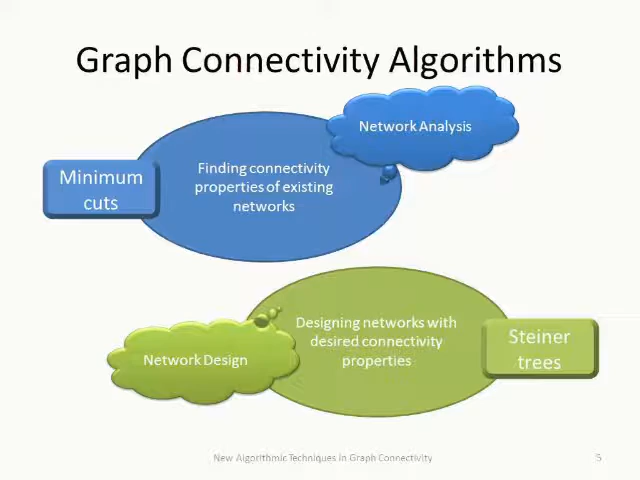 Graph Connectivity Algorithms
Network Analysis
Finding connectivity
properties of existing
networks
Minimum
cuts
Designing networks with
desired connectivity
properties
Steiner
trees
Network Design
New Algorithmic Techniques in Graph Connectivity
5